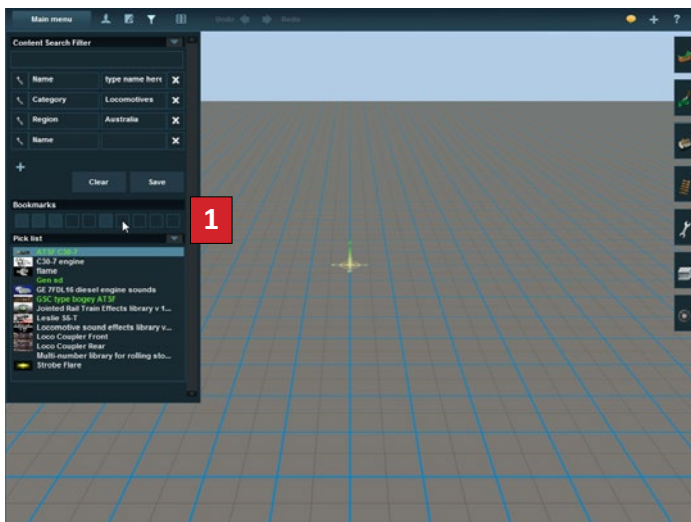 Main menu
Undo
Redo
?
Content Search Filter
Name type name here
Category Locomotives
Region Australia
Name
Clear Save
Bookmarks
1
Pick list
ATSF C30-7
C30-7 engine
flame
Gen sd
GE 7FDL16 diesel engine sounds
GSC type bogey ATSF
Jointed Rail Train Effects library v 1...
Leslie S5-T
Locomotive sound effects library v...
Loco Coupler Front
Loco Coupler Rear
Multi-number library for rolling sto...
Strobe Flare